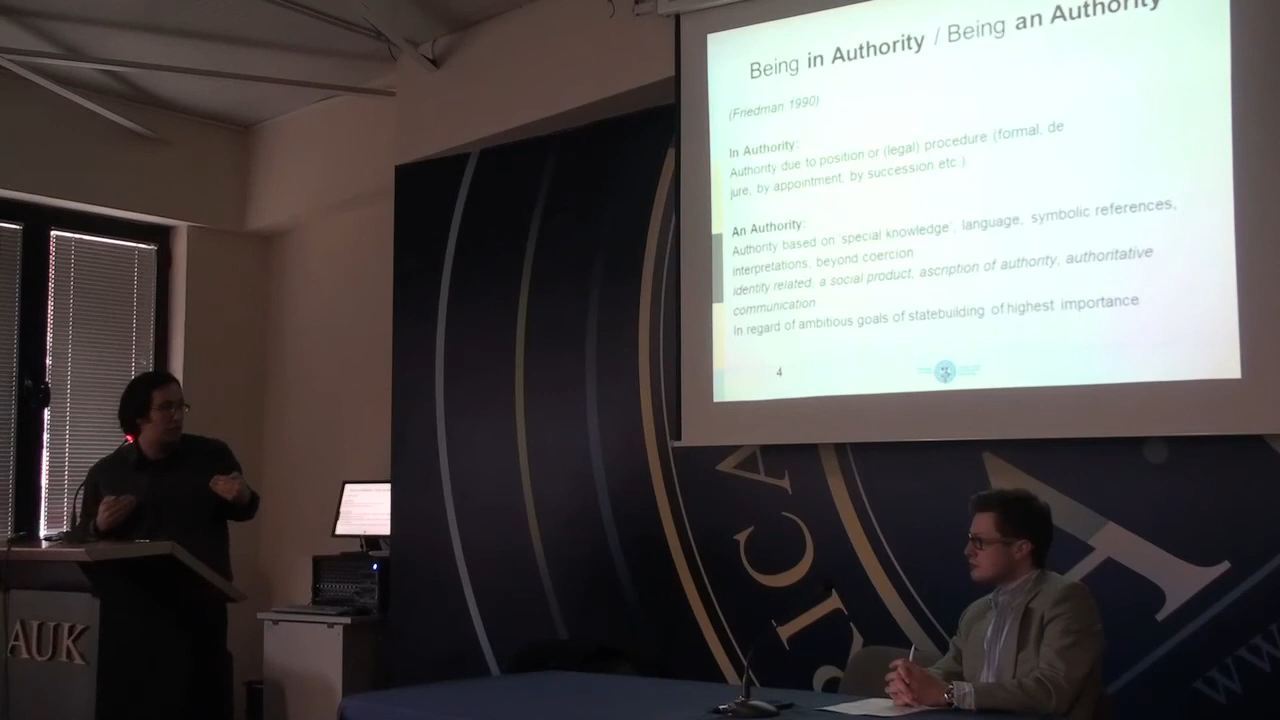 Being in Authority / Being an Authority
(Friedman 1990)
In Authority:
Authority due to position or (legal) procedure (formal, de
jure, by appointment, by succession etc.)
An Authority:
Authority based on 'special knowledge', language, symbolic references,
interpretations, beyond coercion
identity related, a social product, ascription of authority, authoritative
communication
In regard of ambitious goals of statebuilding of highest importance
4
AUK
ICA
A
WW